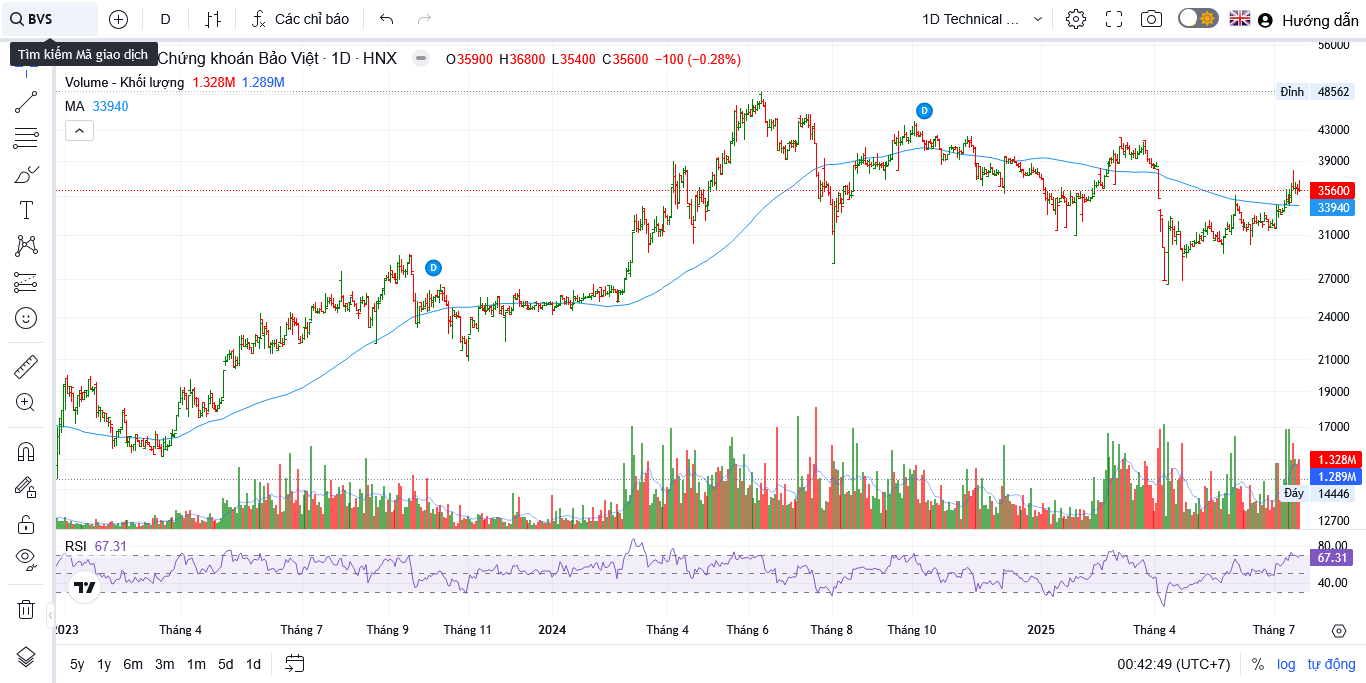 BVS
D
Các chỉ báo
1D Technical ...
Hướng dẫn
Tìm kiếm Mã giao dịch
Chứng khoán Bảo Việt · 1D · HNX
O35900 H36800 L35400 C35600 −100 (−0.28%)
Volume - Khối lượng 1.328M 1.289M
MA 33940
D
D
56000
Đỉnh 48562
43000
39000
35600
33940
31000
27000
24000
21000
19000
17000
1.328M
1.289M
Đáy 14446
12700
RSI 67.31
80.00
67.31
40.00
2023
Tháng 4
Tháng 7
Tháng 9
Tháng 11
2024
Tháng 4
Tháng 6
Tháng 8
Tháng 10
2025
Tháng 4
Tháng 7
5y 1y 6m 3m 1m 5d 1d
00:42:49 (UTC+7)
% log tự động